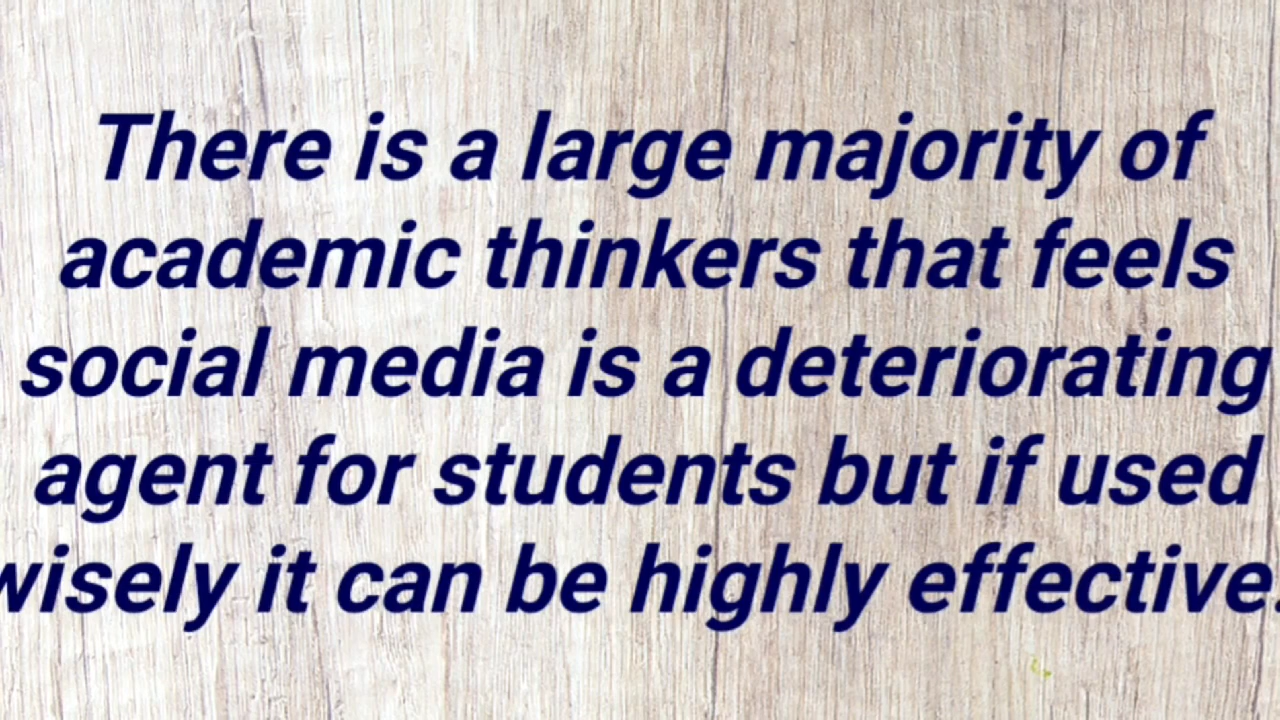 There is a large majority of
academic thinkers that feels
social media is a deteriorating
agent for students but if used
wisely it can be highly effective.